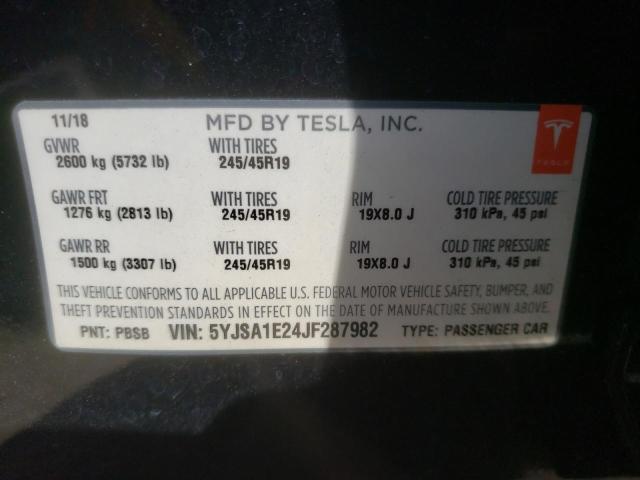 11/18 MFD BY TESLA, INC.
GVWR WITH TIRES
2600 kg (5732 lb) 245/45R19
GAWR FRT WITH TIRES RIM COLD TIRE PRESSURE
1276 kg (2813 lb) 245/45R19 19X8.0 J 310 kPa, 45 psi
GAWR RR WITH TIRES RIM COLD TIRE PRESSURE
1500 kg (3307 lb) 245/45R19 19X8.0 J 310 kPa, 45 psi
THIS VEHICLE CONFORMS TO ALL APPLICABLE U.S. FEDERAL MOTOR VEHICLE SAFETY, BUMPER, AND
THEFT PREVENTION STANDARDS IN EFFECT ON THE DATE OF MANUFACTURE SHOWN ABOVE.
PNT: PBSB VIN: 5YJSA1E24JF287982 TYPE: PASSENGER CAR
TESLA